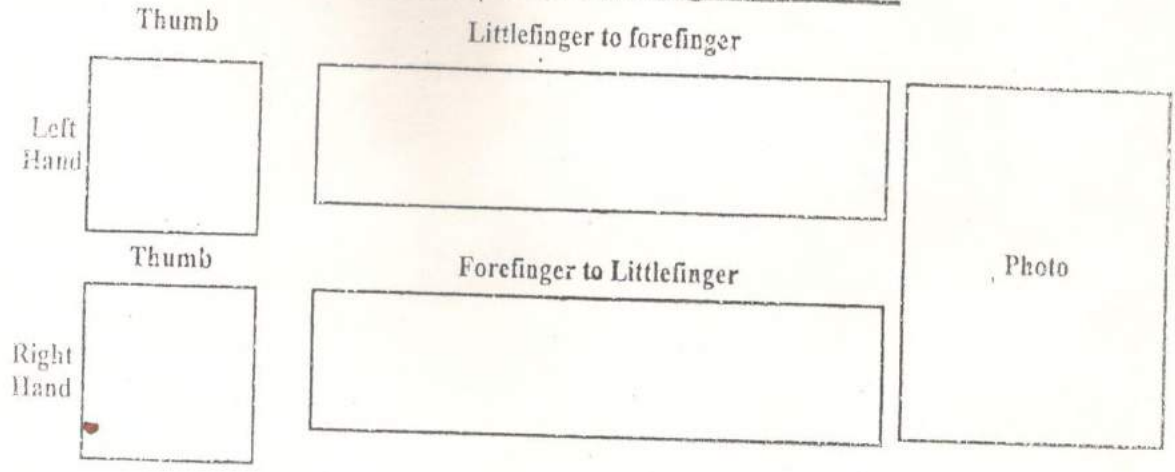 Thumb
Littlefinger to forefinger
Left
Hand
Thumb
Forefinger to Littlefinger
Photo
Right
Hand